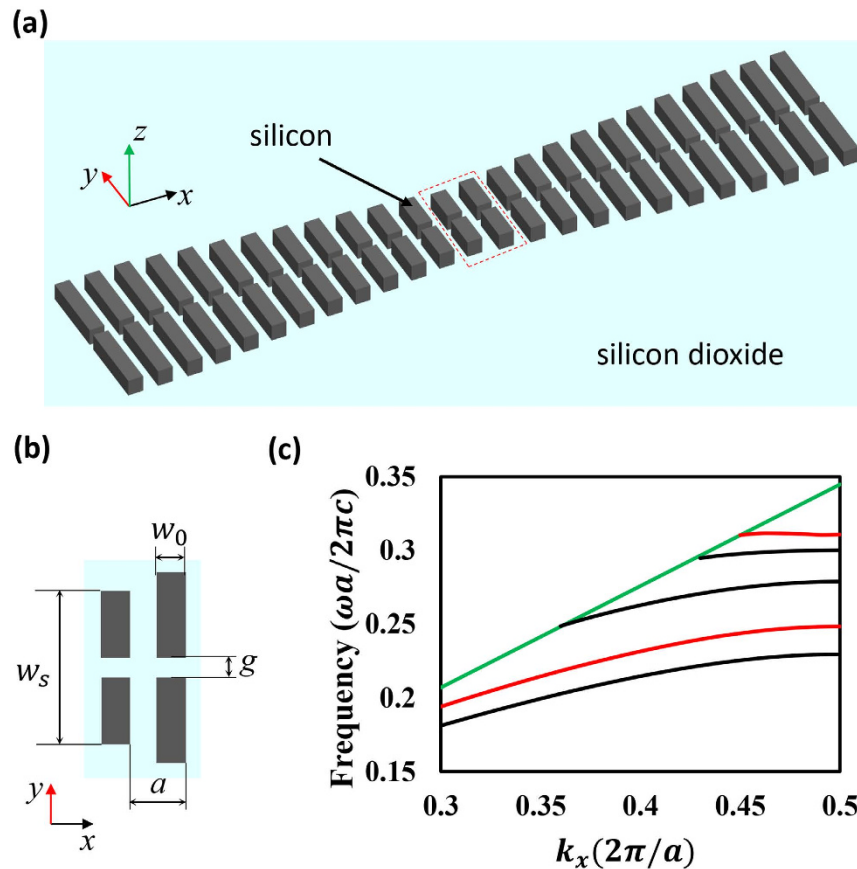 (a)
z
y
x
silicon
silicon dioxide
(b)
w₀
wₛ
g
a
y
x
(c)
Frequency (ωa/2πc)
0.35
0.3
0.25
0.2
0.15
0.3 0.35 0.4 0.45 0.5
kₓ(2π/a)